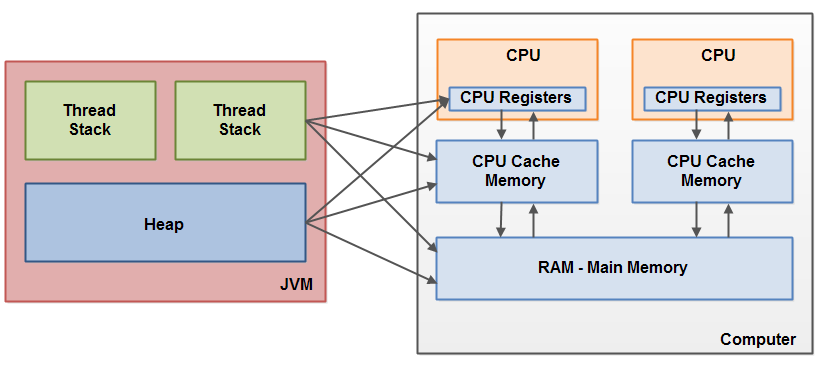 Thread
Stack
Thread
Stack
Heap
JVM
CPU
CPU Registers
CPU Cache
Memory
CPU
CPU Registers
CPU Cache
Memory
RAM - Main Memory
Computer